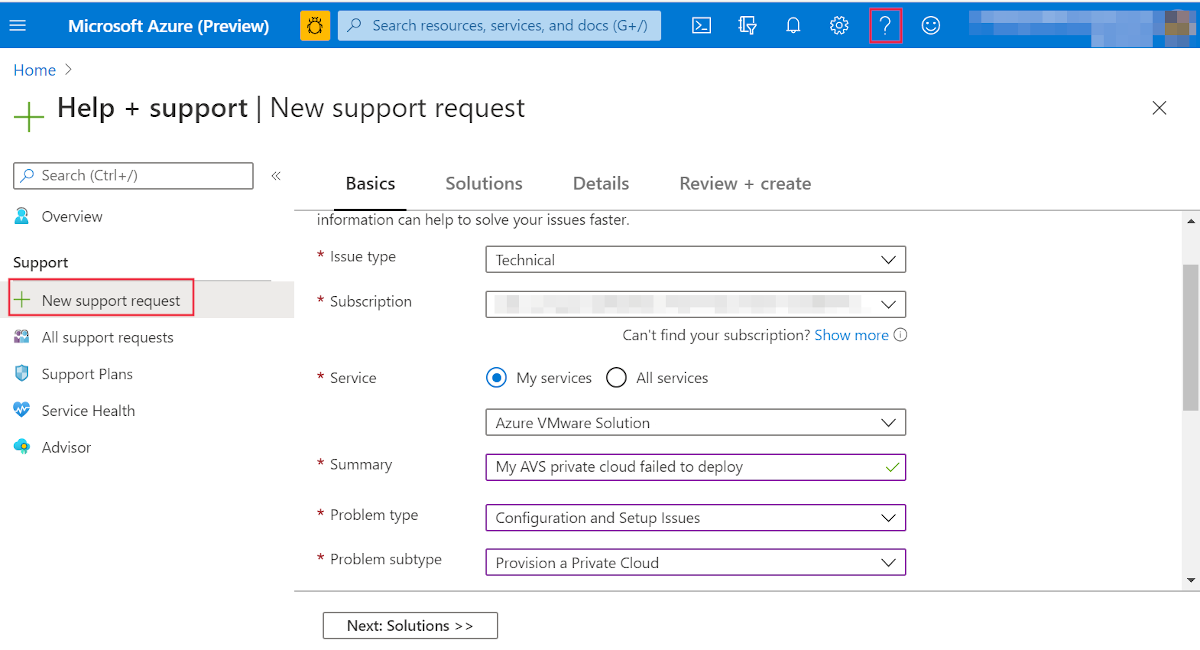 Microsoft Azure (Preview)
Search resources, services, and docs (G+/)
Home
Help + support | New support request
Search (Ctrl+/)
Basics Solutions Details Review + create
Overview
information can help to solve your issues faster.
Support
New support request
All support requests
Support Plans
Service Health
Advisor
* Issue type Technical
* Subscription
Can't find your subscription? Show more
* Service My services All services
Azure VMware Solution
* Summary My AVS private cloud failed to deploy
* Problem type Configuration and Setup Issues
* Problem subtype Provision a Private Cloud
Next: Solutions >>